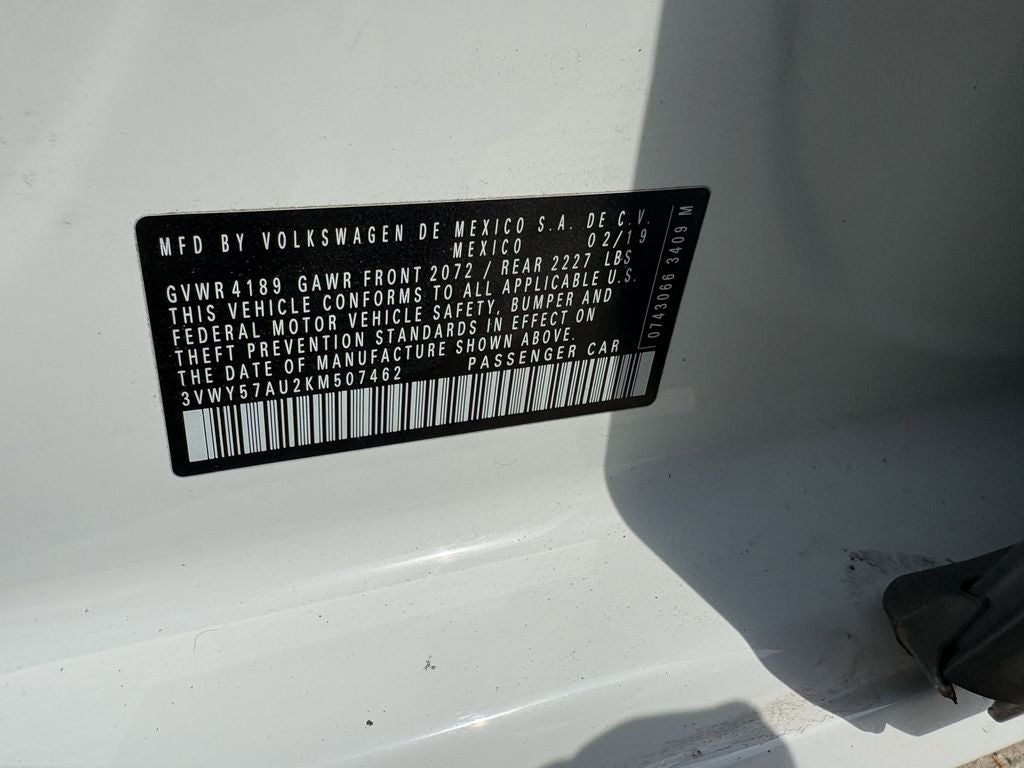 MFD BY VOLKSWAGEN DE MEXICO S.A. DE C.V.
MEXICO 02/19
GVWR 4189 GAWR FRONT 2072 / REAR 2227 LBS
THIS VEHICLE CONFORMS TO ALL APPLICABLE U.S.
FEDERAL MOTOR VEHICLE SAFETY, BUMPER AND
THEFT PREVENTION STANDARDS IN EFFECT ON
THE DATE OF MANUFACTURE SHOWN ABOVE.
3VWY57AU2KM507462 PASSENGER CAR
0743066 3409 M